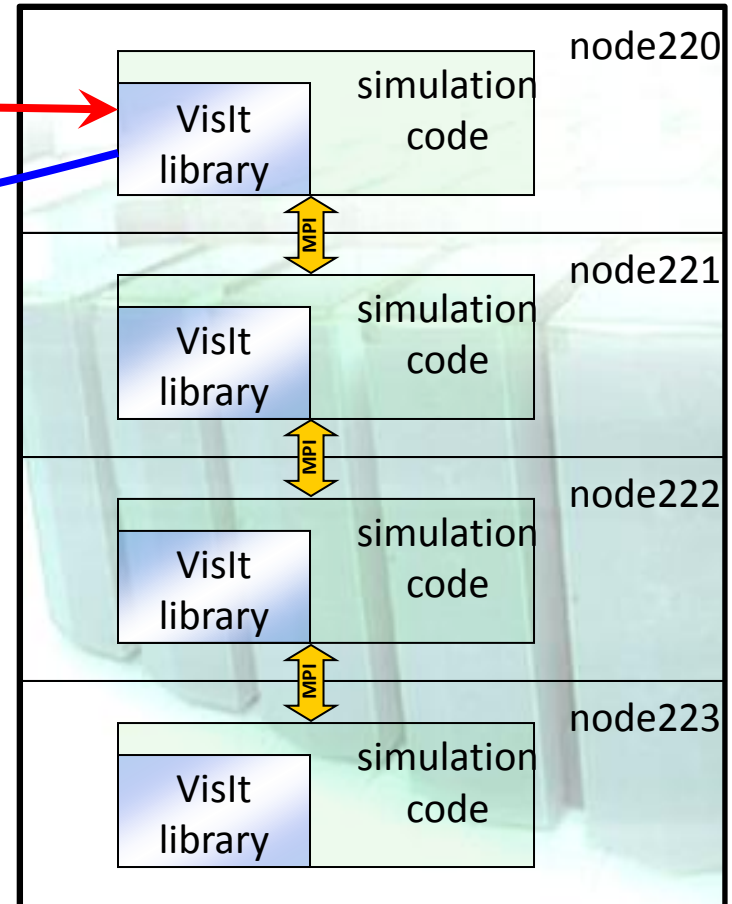 node220
simulation
code
VisIt
library
MPI
node221
simulation
code
VisIt
library
MPI
node222
simulation
code
VisIt
library
MPI
node223
simulation
code
VisIt
library